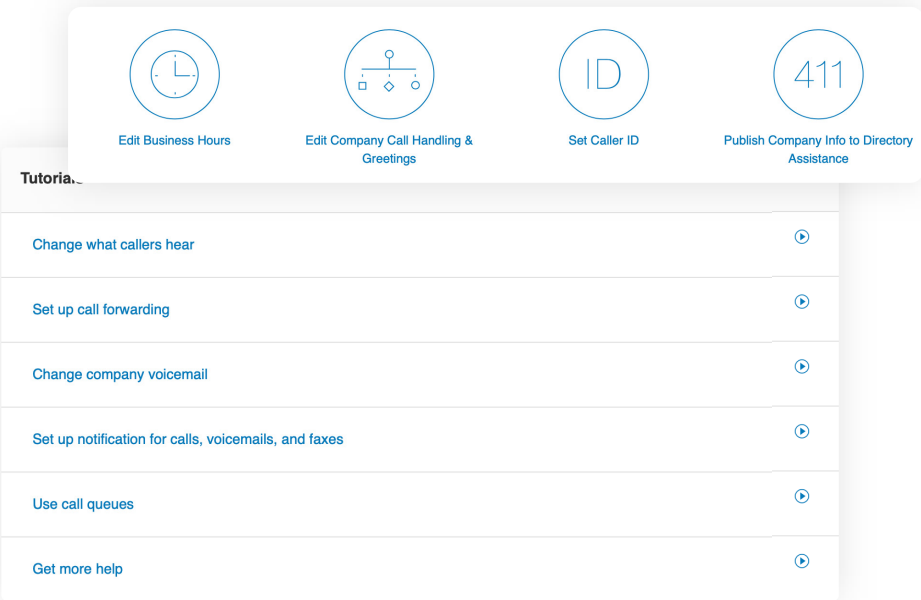 ID
411
Edit Business Hours
Edit Company Call Handling &
Greetings
Set Caller ID
Publish Company Info to Directory
Assistance
Change what callers hear
Set up call forwarding
Change company voicemail
Set up notification for calls, voicemails, and faxes
Use call queues
Get more help